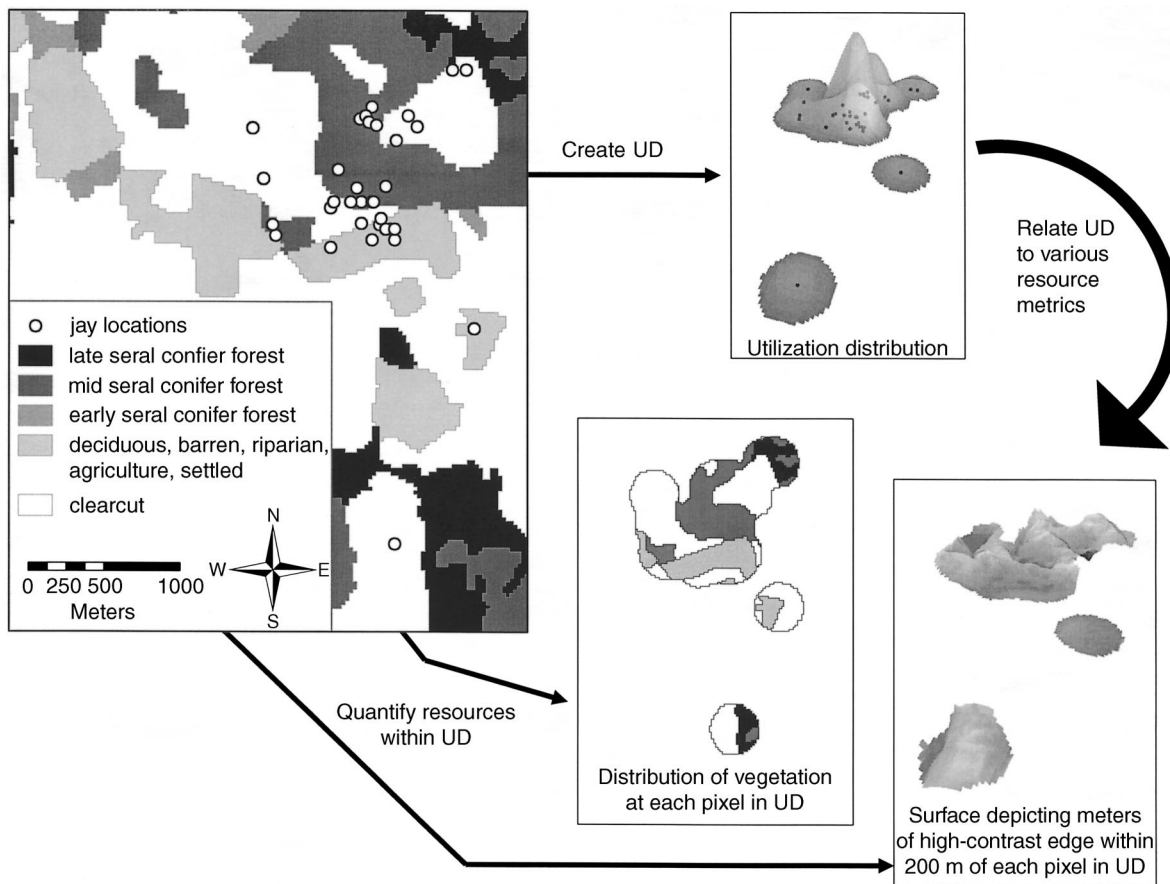 jay locations
late seral confier forest
mid seral conifer forest
early seral conifer forest
deciduous, barren, riparian,
agriculture, settled
clearcut
N
W E
S
0 250 500 1000
Meters
Create UD
Utilization distribution
Relate UD
to various
resource
metrics
Quantify resources
within UD
Distribution of vegetation
at each pixel in UD
Surface depicting meters
of high-contrast edge within
200 m of each pixel in UD